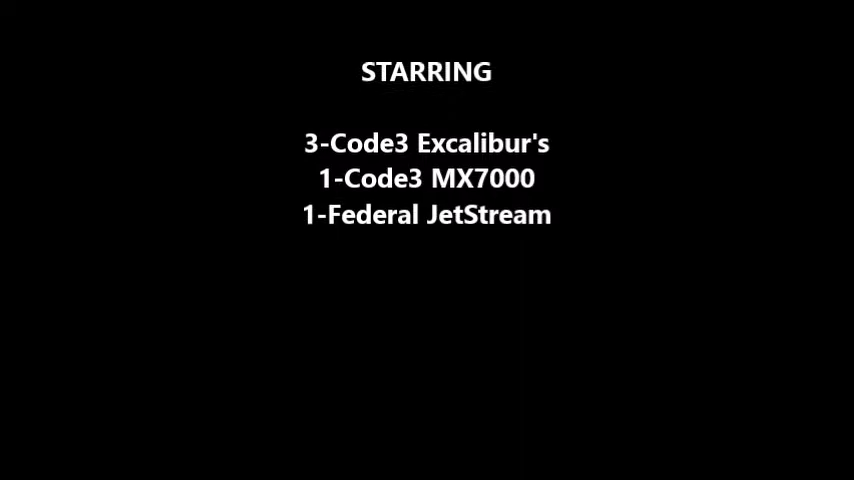 STARRING
3-Code3 Excalibur's
1-Code3 MX7000
1-Federal JetStream